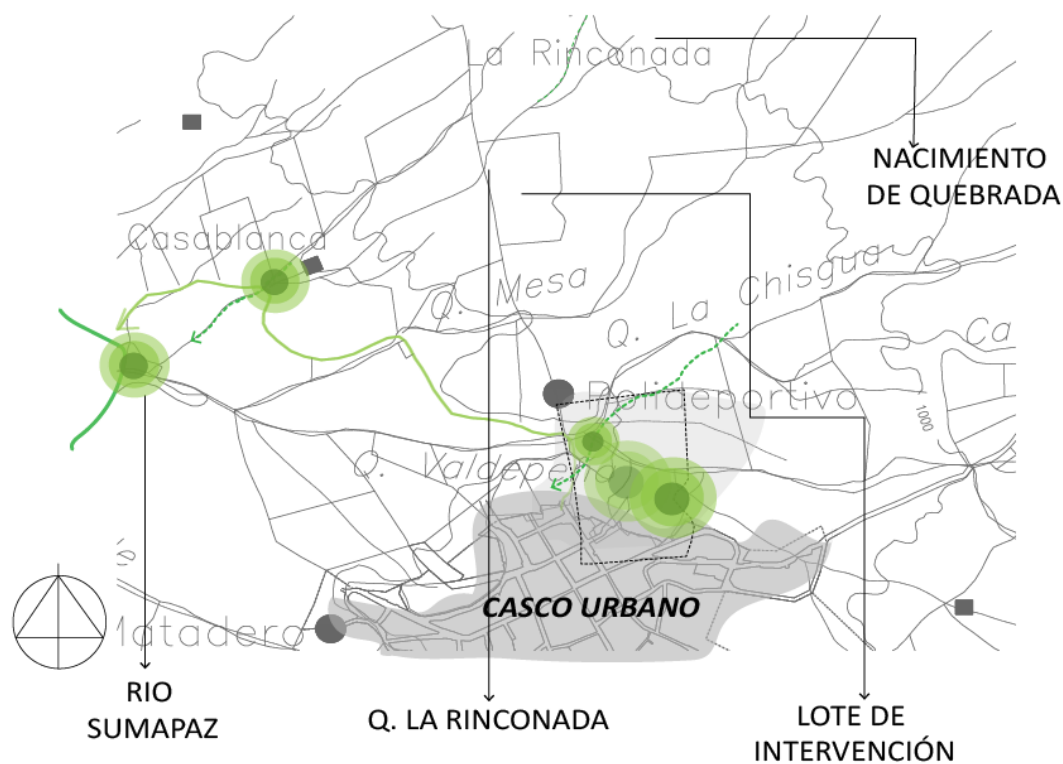 La Rinconada
NACIMIENTO
DE QUEBRADA
Casablanca
Q. Mesa
Q. La Chisgua
Ca
Polideportivo
1000
Q. Valdepe
CASCO URBANO
Matadero
RIO
SUMAPAZ
Q. LA RINCONADA
LOTE DE
INTERVENCIÓN